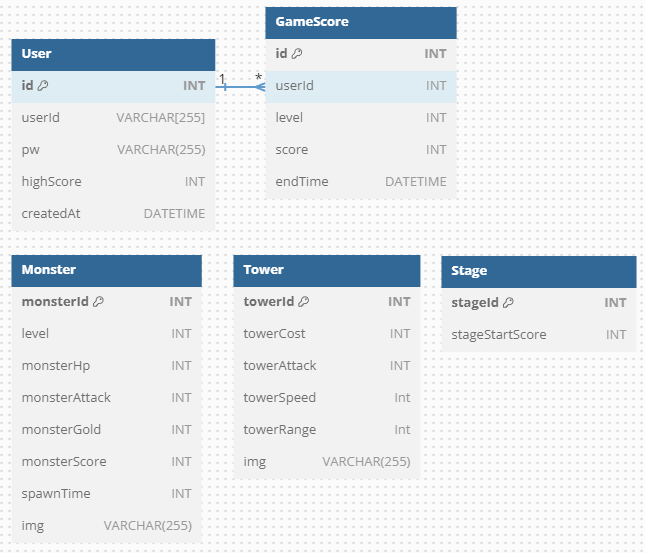 User
id INT
userId VARCHAR[255]
pw VARCHAR(255)
highScore INT
createdAt DATETIME
1 *
GameScore
id INT
userId INT
level INT
score INT
endTime DATETIME
Monster
monsterId INT
level INT
monsterHp INT
monsterAttack INT
monsterGold INT
monsterScore INT
spawnTime INT
img VARCHAR(255)
Tower
towerId INT
towerCost INT
towerAttack INT
towerSpeed Int
towerRange Int
img VARCHAR(255)
Stage
stageId INT
stageStartScore INT